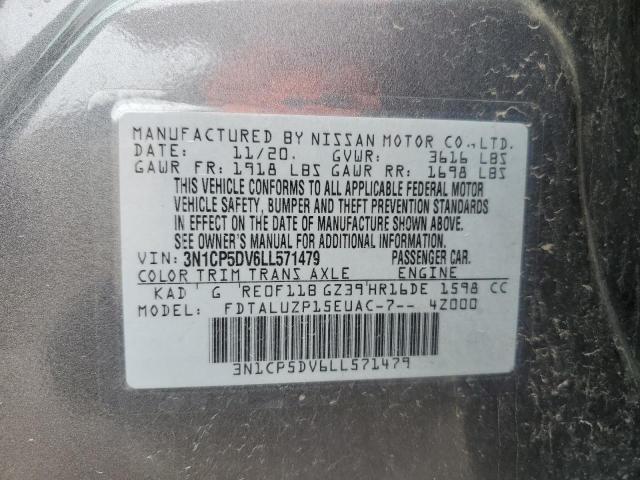 MANUFACTURED BY NISSAN MOTOR CO.,LTD.
DATE: 11/20. GVWR: 3616 LBS
GAWR FR: 1918 LBS GAWR RR: 1698 LBS
THIS VEHICLE CONFORMS TO ALL APPLICABLE FEDERAL MOTOR
VEHICLE SAFETY, BUMPER AND THEFT PREVENTION STANDARDS
IN EFFECT ON THE DATE OF MANUFACTURE SHOWN ABOVE.
SEE OWNER'S MANUAL FOR ADDITIONAL INFORMATION.
VIN: 3N1CP5DV6LL571479 PASSENGER CAR.
COLOR TRIM TRANS AXLE ENGINE
KAD G RE0F11B GZ39 HR16DE 1598 CC
MODEL: FDTALUZP15EUAC-7-- 4Z000
3N1CP5DV6LL571479